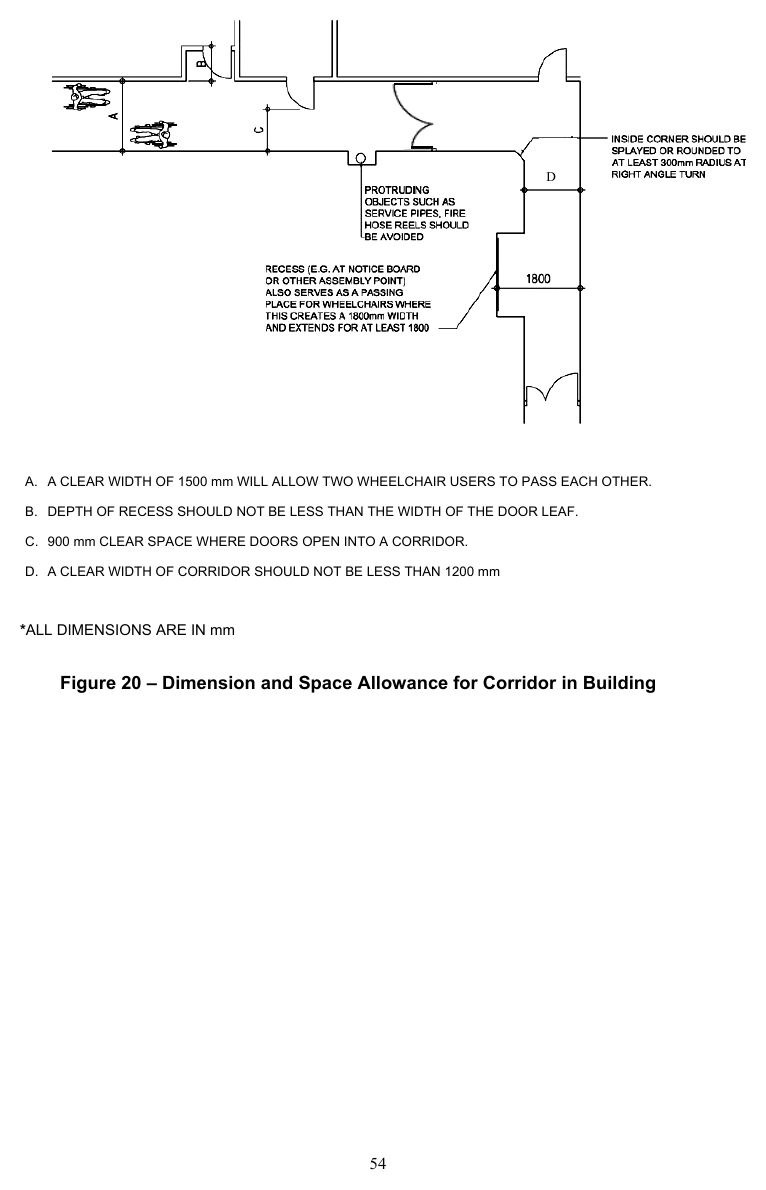 B
A
C
INSIDE CORNER SHOULD BE
SPLAYED OR ROUNDED TO
AT LEAST 300mm RADIUS AT
RIGHT ANGLE TURN
D
PROTRUDING
OBJECTS SUCH AS
SERVICE PIPES, FIRE
HOSE REELS SHOULD
BE AVOIDED
RECESS (E.G. AT NOTICE BOARD
OR OTHER ASSEMBLY POINT)
ALSO SERVES AS A PASSING
PLACE FOR WHEELCHAIRS WHERE
THIS CREATES A 1800mm WIDTH
AND EXTENDS FOR AT LEAST 1800
1800
A. A CLEAR WIDTH OF 1500 mm WILL ALLOW TWO WHEELCHAIR USERS TO PASS EACH OTHER.
B. DEPTH OF RECESS SHOULD NOT BE LESS THAN THE WIDTH OF THE DOOR LEAF.
C. 900 mm CLEAR SPACE WHERE DOORS OPEN INTO A CORRIDOR.
D. A CLEAR WIDTH OF CORRIDOR SHOULD NOT BE LESS THAN 1200 mm
*ALL DIMENSIONS ARE IN mm
Figure 20 – Dimension and Space Allowance for Corridor in Building
54